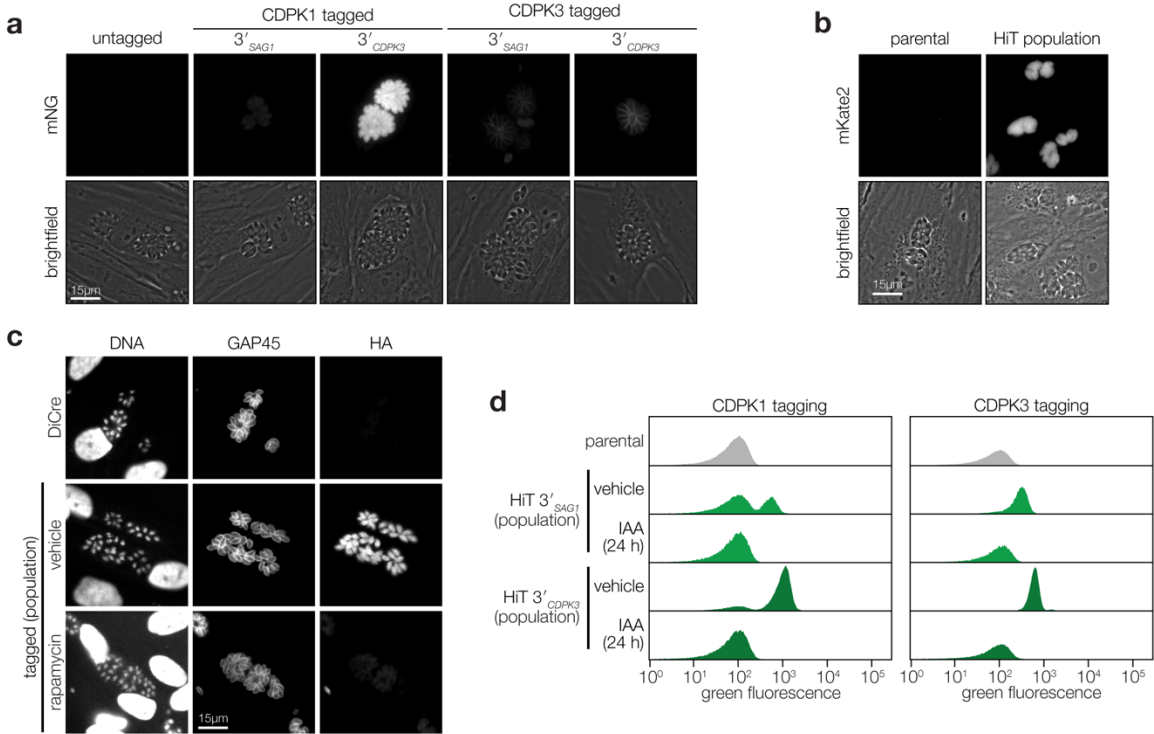 a
CDPK1 tagged
CDPK3 tagged
untagged
3′SAG1
3′CDPK3
3′SAG1
3′CDPK3
mNG
brightfield
15µm
b
parental
HiT population
mKate2
brightfield
15µm
c
DNA
GAP45
HA
DiCre
tagged (population)
vehicle
rapamycin
15µm
d
CDPK1 tagging
CDPK3 tagging
parental
HiT 3′SAG1
(population)
vehicle
IAA
(24 h)
HiT 3′CDPK3
(population)
vehicle
IAA
(24 h)
10⁰ 10¹ 10² 10³ 10⁴ 10⁵
green fluorescence
10⁰ 10¹ 10² 10³ 10⁴ 10⁵
green fluorescence